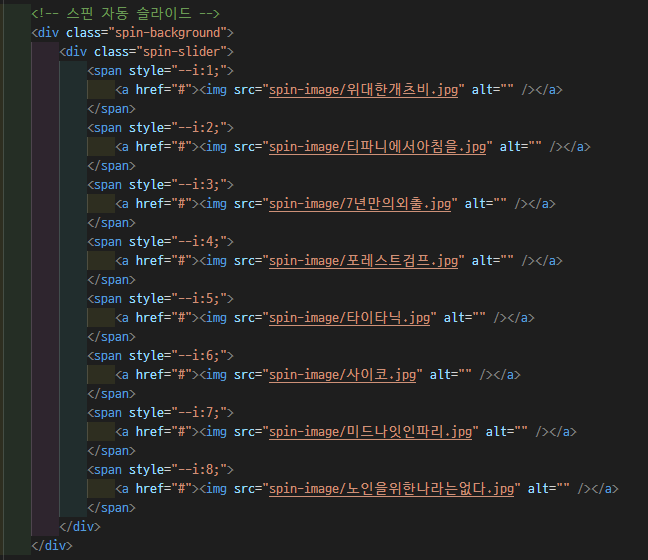 <!-- 스핀 자동 슬라이드 -->
<div class="spin-background">
<div class="spin-slider">
<span style="--i:1;">
<a href="#"><img src="spin-image/위대한개츠비.jpg" alt="" /></a>
</span>
<span style="--i:2;">
<a href="#"><img src="spin-image/티파니에서아침을.jpg" alt="" /></a>
</span>
<span style="--i:3;">
<a href="#"><img src="spin-image/7년만의외출.jpg" alt="" /></a>
</span>
<span style="--i:4;">
<a href="#"><img src="spin-image/포레스트검프.jpg" alt="" /></a>
</span>
<span style="--i:5;">
<a href="#"><img src="spin-image/타이타닉.jpg" alt="" /></a>
</span>
<span style="--i:6;">
<a href="#"><img src="spin-image/사이코.jpg" alt="" /></a>
</span>
<span style="--i:7;">
<a href="#"><img src="spin-image/미드나잇인파리.jpg" alt="" /></a>
</span>
<span style="--i:8;">
<a href="#"><img src="spin-image/노인을위한나라는없다.jpg" alt="" /></a>
</span>
</div>
</div>